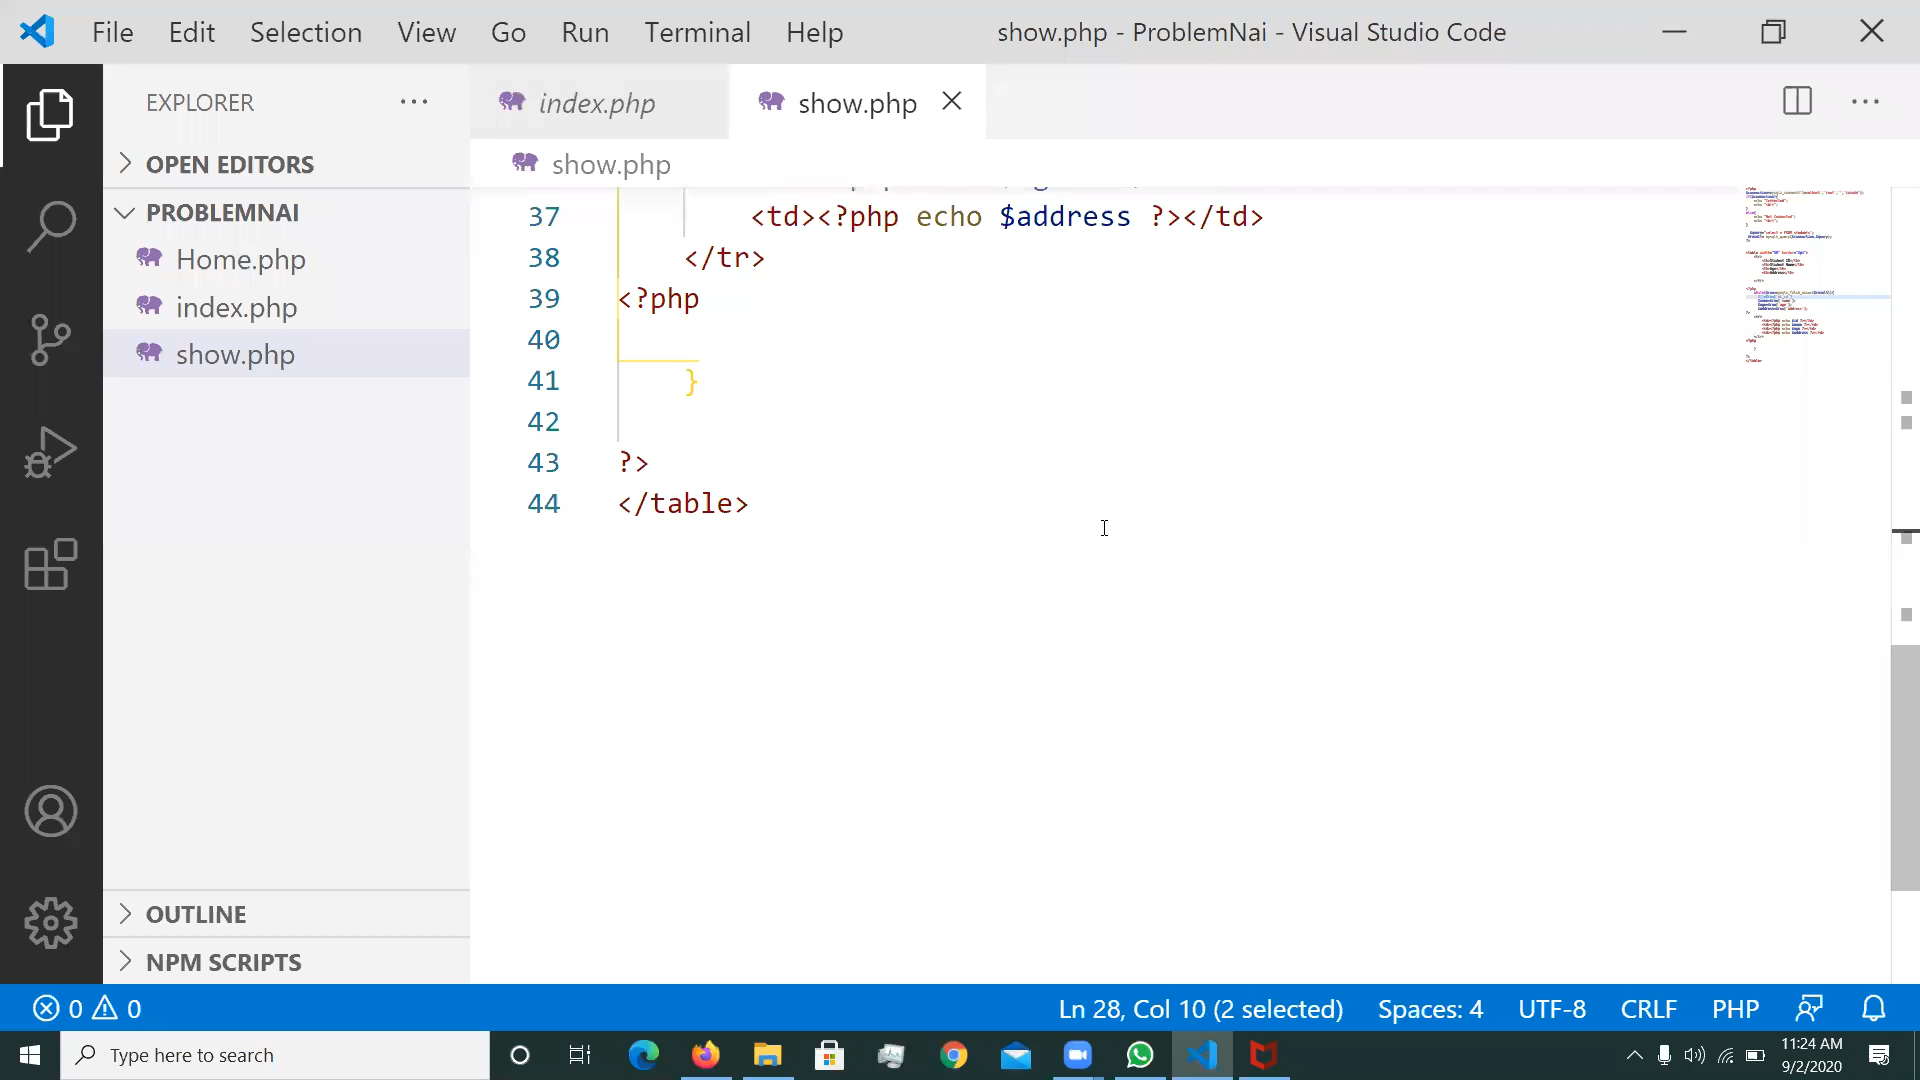 File Edit Selection View Go Run Terminal Help
show.php - ProblemNai - Visual Studio Code
EXPLORER
index.php
show.php
OPEN EDITORS
show.php
PROBLEMNAI
Home.php
index.php
show.php
37 <td><?php echo $address ?></td>
38 </tr>
39 <?php
40
41 }
42
43 ?>
44 </table>
OUTLINE
NPM SCRIPTS
0 0
Ln 28, Col 10 (2 selected) Spaces: 4 UTF-8 CRLF PHP
Type here to search
11:24 AM
9/2/2020